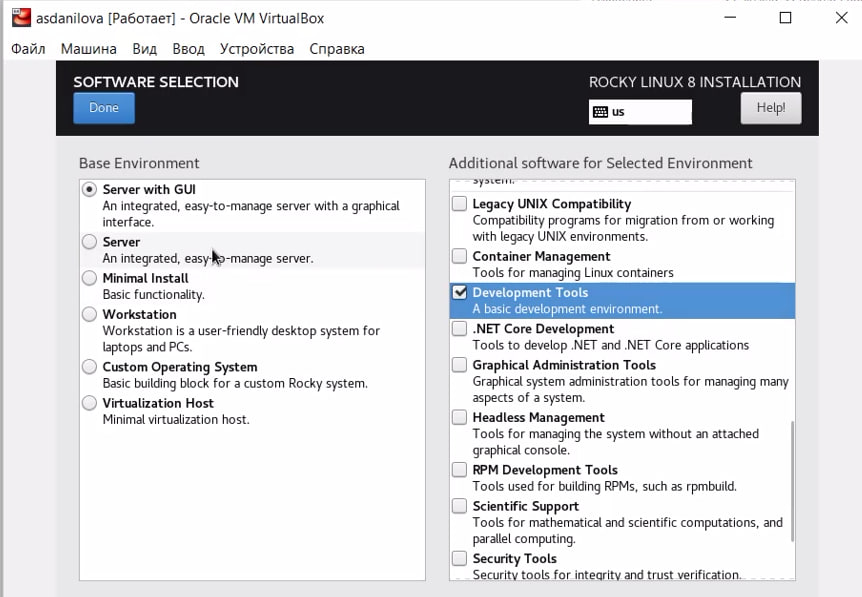 asdanilova [Работает] - Oracle VM VirtualBox
Файл Машина Вид Ввод Устройства Справка
SOFTWARE SELECTION
ROCKY LINUX 8 INSTALLATION
Done
us
Help!
Base Environment
Server with GUI
An integrated, easy-to-manage server with a graphical
interface.
Server
An integrated, easy-to-manage server.
Minimal Install
Basic functionality.
Workstation
Workstation is a user-friendly desktop system for
laptops and PCs.
Custom Operating System
Basic building block for a custom Rocky system.
Virtualization Host
Minimal virtualization host.
Additional software for Selected Environment
system.
Legacy UNIX Compatibility
Compatibility programs for migration from or working
with legacy UNIX environments.
Container Management
Tools for managing Linux containers
Development Tools
A basic development environment.
.NET Core Development
Tools to develop .NET and .NET Core applications
Graphical Administration Tools
Graphical system administration tools for managing many
aspects of a system.
Headless Management
Tools for managing the system without an attached
graphical console.
RPM Development Tools
Tools used for building RPMs, such as rpmbuild.
Scientific Support
Tools for mathematical and scientific computations, and
parallel computing.
Security Tools
Security tools for integrity and trust verification.